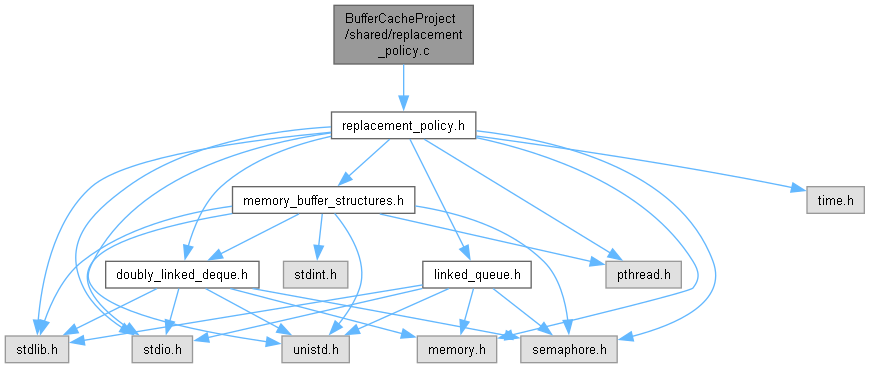 BufferCacheProject
/shared/replacement
_policy.c
replacement_policy.h
memory_buffer_structures.h
time.h
doubly_linked_deque.h
stdint.h
linked_queue.h
pthread.h
stdlib.h
stdio.h
unistd.h
memory.h
semaphore.h